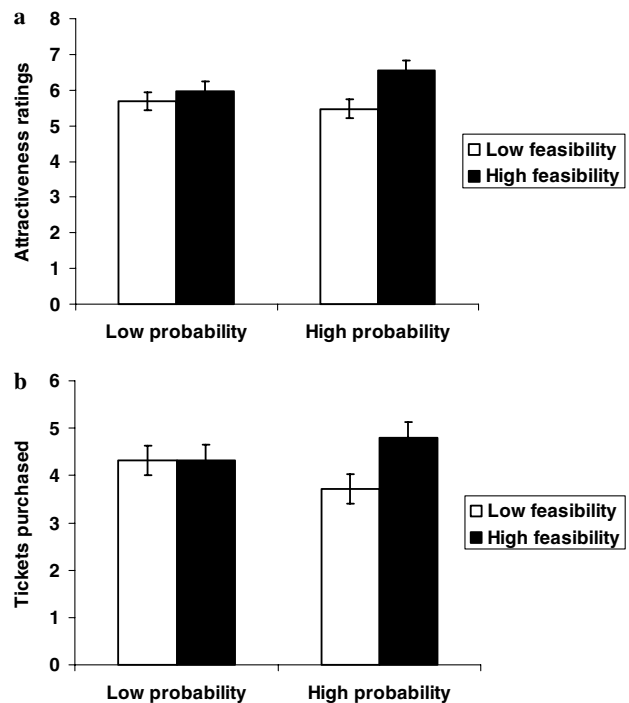 a
8
7
6
5
4
3
2
1
0
Attractiveness ratings
Low probability
High probability
Low feasibility
High feasibility
b
6
5
4
3
2
1
0
Tickets purchased
Low probability
High probability
Low feasibility
High feasibility